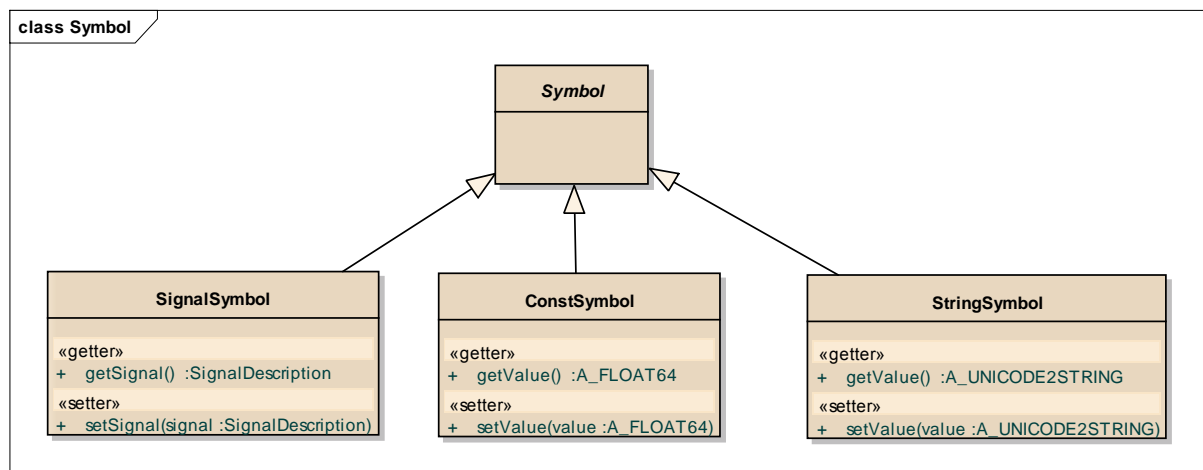 class Symbol
Symbol
SignalSymbol
«getter»
+ getSignal() :SignalDescription
«setter»
+ setSignal(signal :SignalDescription)
ConstSymbol
«getter»
+ getValue() :A_FLOAT64
«setter»
+ setValue(value :A_FLOAT64)
StringSymbol
«getter»
+ getValue() :A_UNICODE2STRING
«setter»
+ setValue(value :A_UNICODE2STRING)